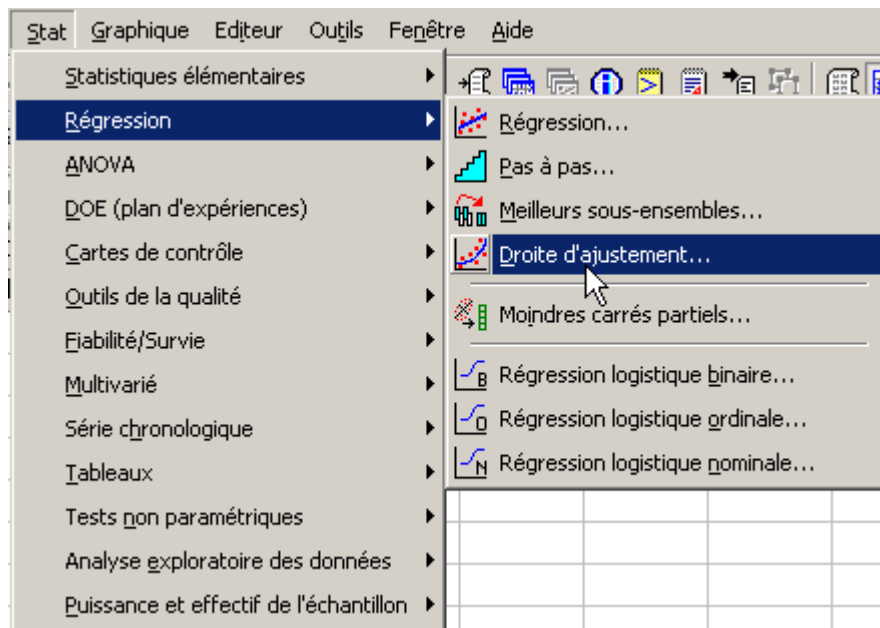 Stat Graphique Editeur Outils Fenêtre Aide
Statistiques élémentaires
Régression
ANOVA
DOE (plan d'expériences)
Cartes de contrôle
Outils de la qualité
Fiabilité/Survie
Multivarié
Série chronologique
Tableaux
Tests non paramétriques
Analyse exploratoire des données
Puissance et effectif de l'échantillon
Régression...
Pas à pas...
Meilleurs sous-ensembles...
Droite d'ajustement...
Moindres carrés partiels...
B Régression logistique binaire...
O Régression logistique ordinale...
N Régression logistique nominale...